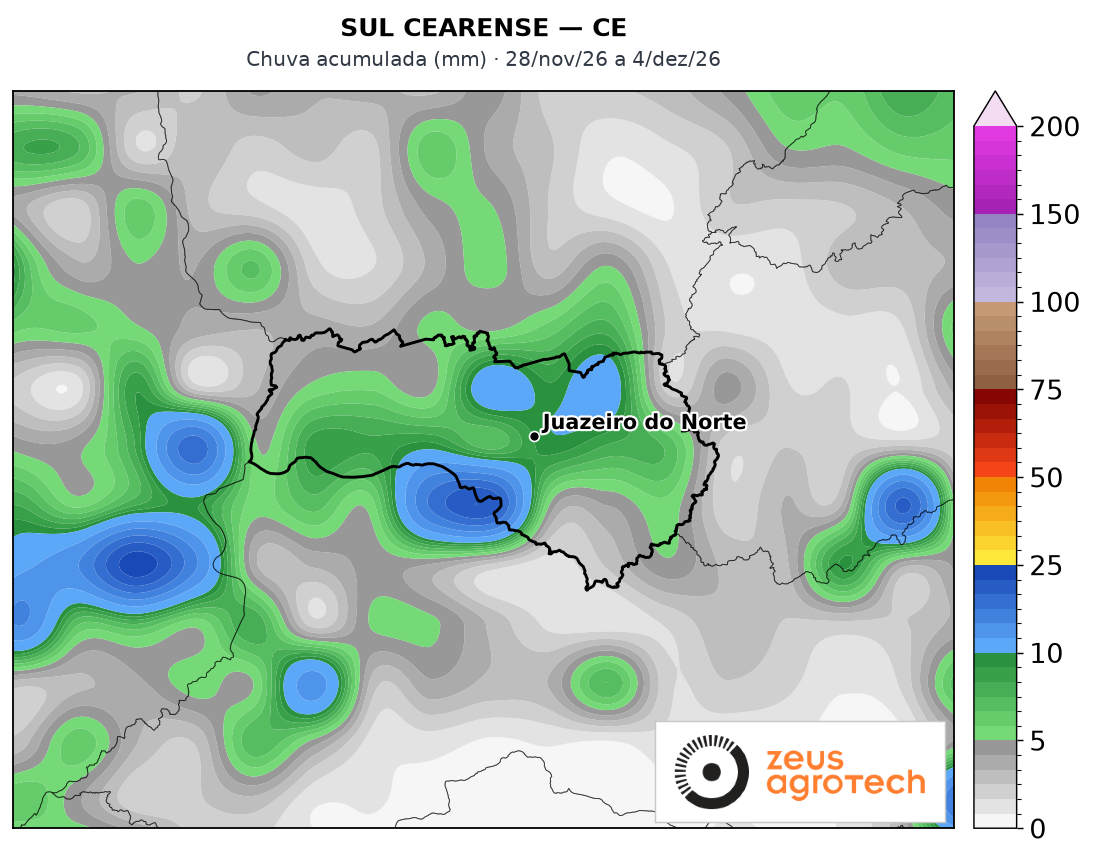 SUL CEARENSE — CE
Chuva acumulada (mm) · 28/nov/26 a 4/dez/26
200
150
100
75
50
25
10
5
0
Juazeiro do Norte
zeus
agrotech